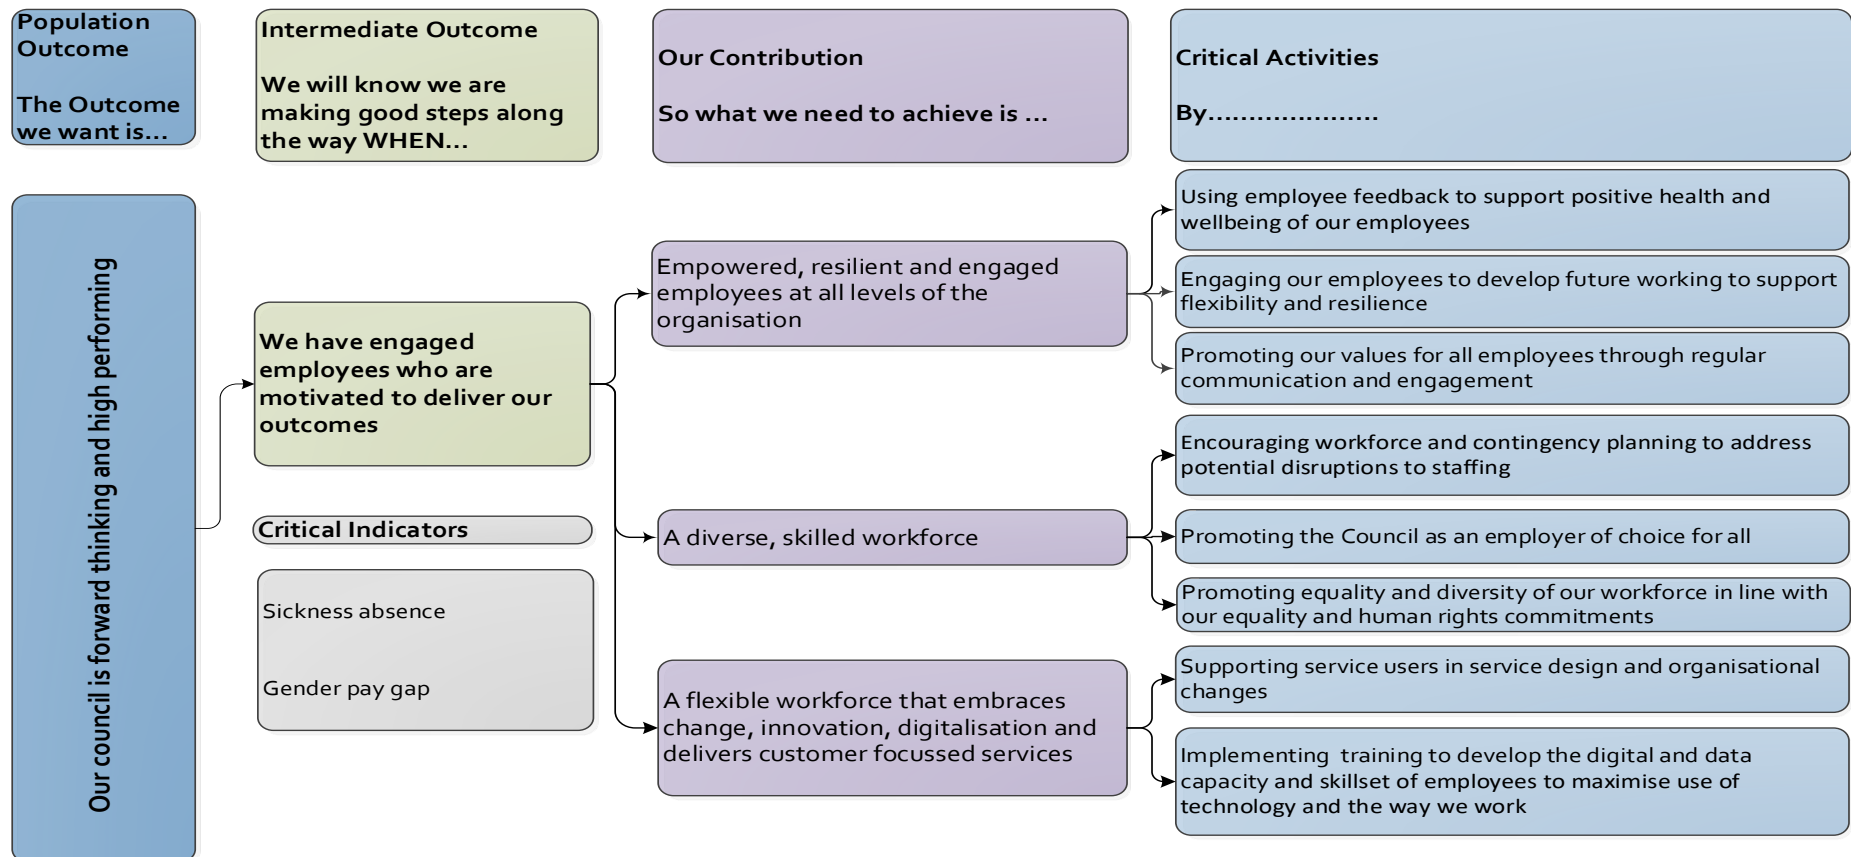 Population
Outcome
The Outcome
we want is...
Intermediate Outcome
We will know we are
making good steps along
the way WHEN...
Our Contribution
So what we need to achieve is ...
Critical Activities
By.....................
Our council is forward thinking and high performing
We have engaged
employees who are
motivated to deliver our
outcomes
Critical Indicators
Sickness absence
Gender pay gap
Empowered, resilient and engaged
employees at all levels of the
organisation
A diverse, skilled workforce
A flexible workforce that embraces
change, innovation, digitalisation and
delivers customer focussed services
Using employee feedback to support positive health and
wellbeing of our employees
Engaging our employees to develop future working to support
flexibility and resilience
Promoting our values for all employees through regular
communication and engagement
Encouraging workforce and contingency planning to address
potential disruptions to staffing
Promoting the Council as an employer of choice for all
Promoting equality and diversity of our workforce in line with
our equality and human rights commitments
Supporting service users in service design and organisational
changes
Implementing  training to develop the digital and data
capacity and skillset of employees to maximise use of
technology and the way we work